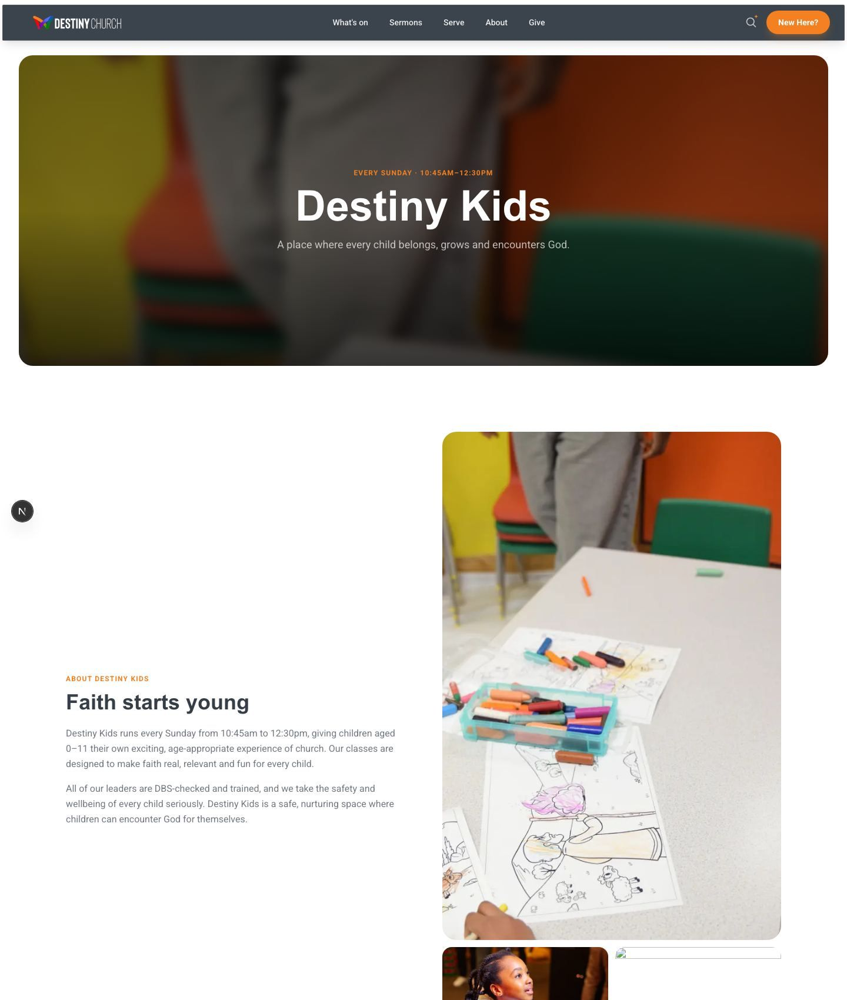 DESTINY CHURCH
What's on
Sermons
Serve
About
Give
New Here?
EVERY SUNDAY · 10:45AM–12:30PM
Destiny Kids
A place where every child belongs, grows and encounters God.
N
ABOUT DESTINY KIDS
Faith starts young
Destiny Kids runs every Sunday from 10:45am to 12:30pm, giving children aged
0–11 their own exciting, age-appropriate experience of church. Our classes are
designed to make faith real, relevant and fun for every child.
All of our leaders are DBS-checked and trained, and we take the safety and
wellbeing of every child seriously. Destiny Kids is a safe, nurturing space where
children can encounter God for themselves.